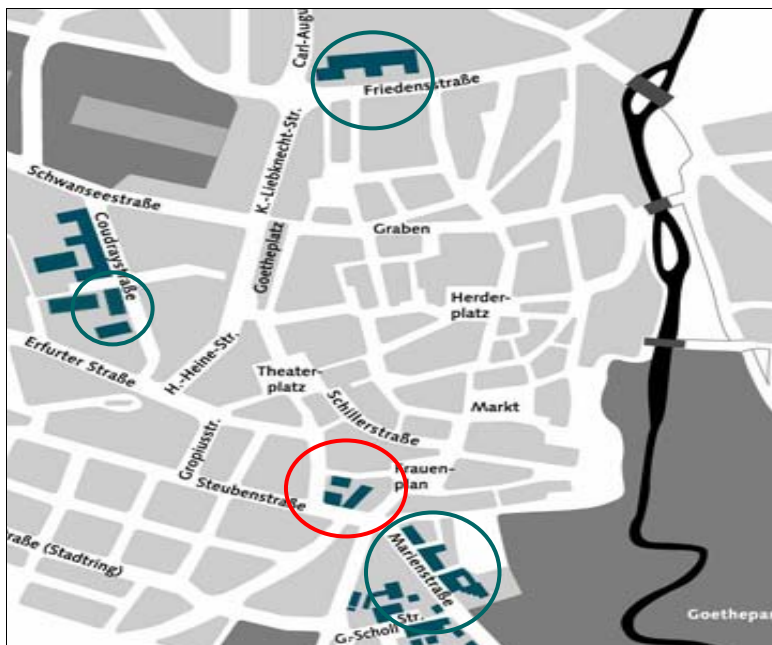 Carl-Augu
Friedensstraße
K.-Liebknecht-Str.
Schwanseestraße
Coudraystraße
Goetheplatz
Graben
Herder-
platz
Erfurter Straße
H.-Heine-Str.
Theater-
platz
Schillerstraße
Markt
Gropiusstr.
Steubenstraße
Frauen-
plan
raße (Stadtring)
Marienstraße
G.-Scholl Str.
Goethepar